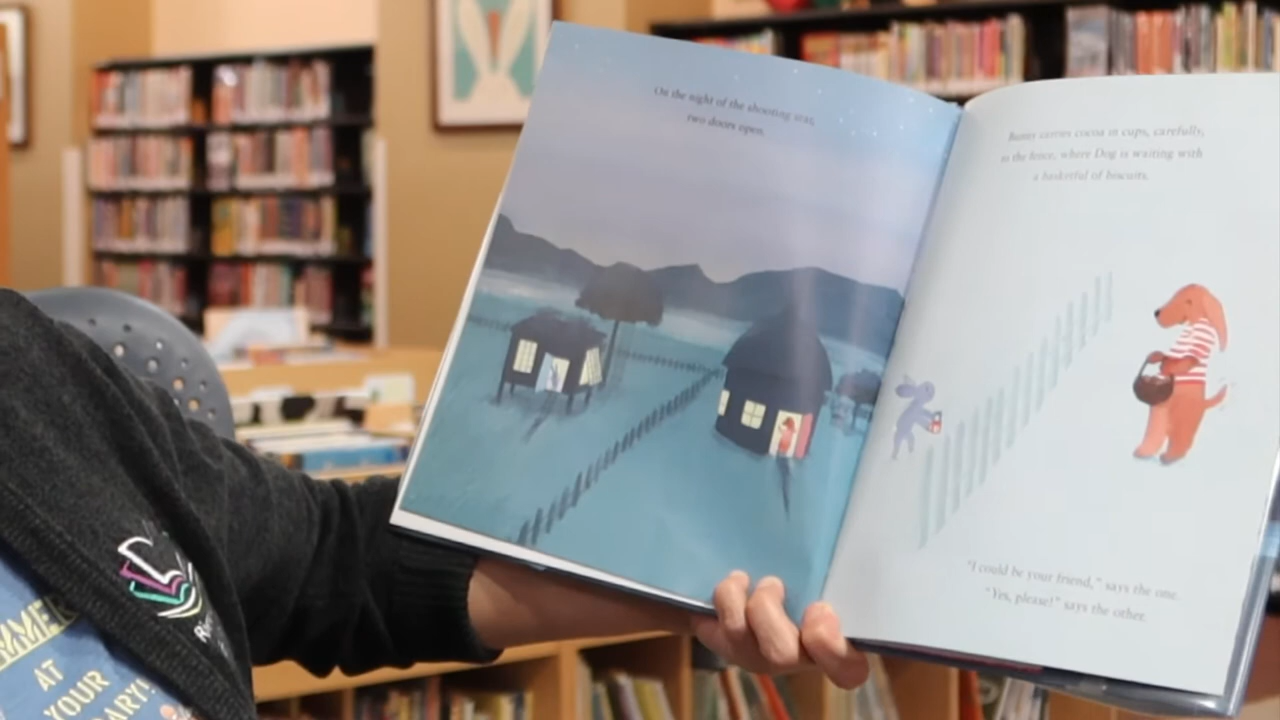 On the night of the shooting star,
two doors open.
Bunny carries cocoa in cups, carefully,
to the fence, where Dog is waiting with
a basketful of biscuits.
"I could be your friend," says the one.
"Yes, please!" says the other.
AT
YOUR